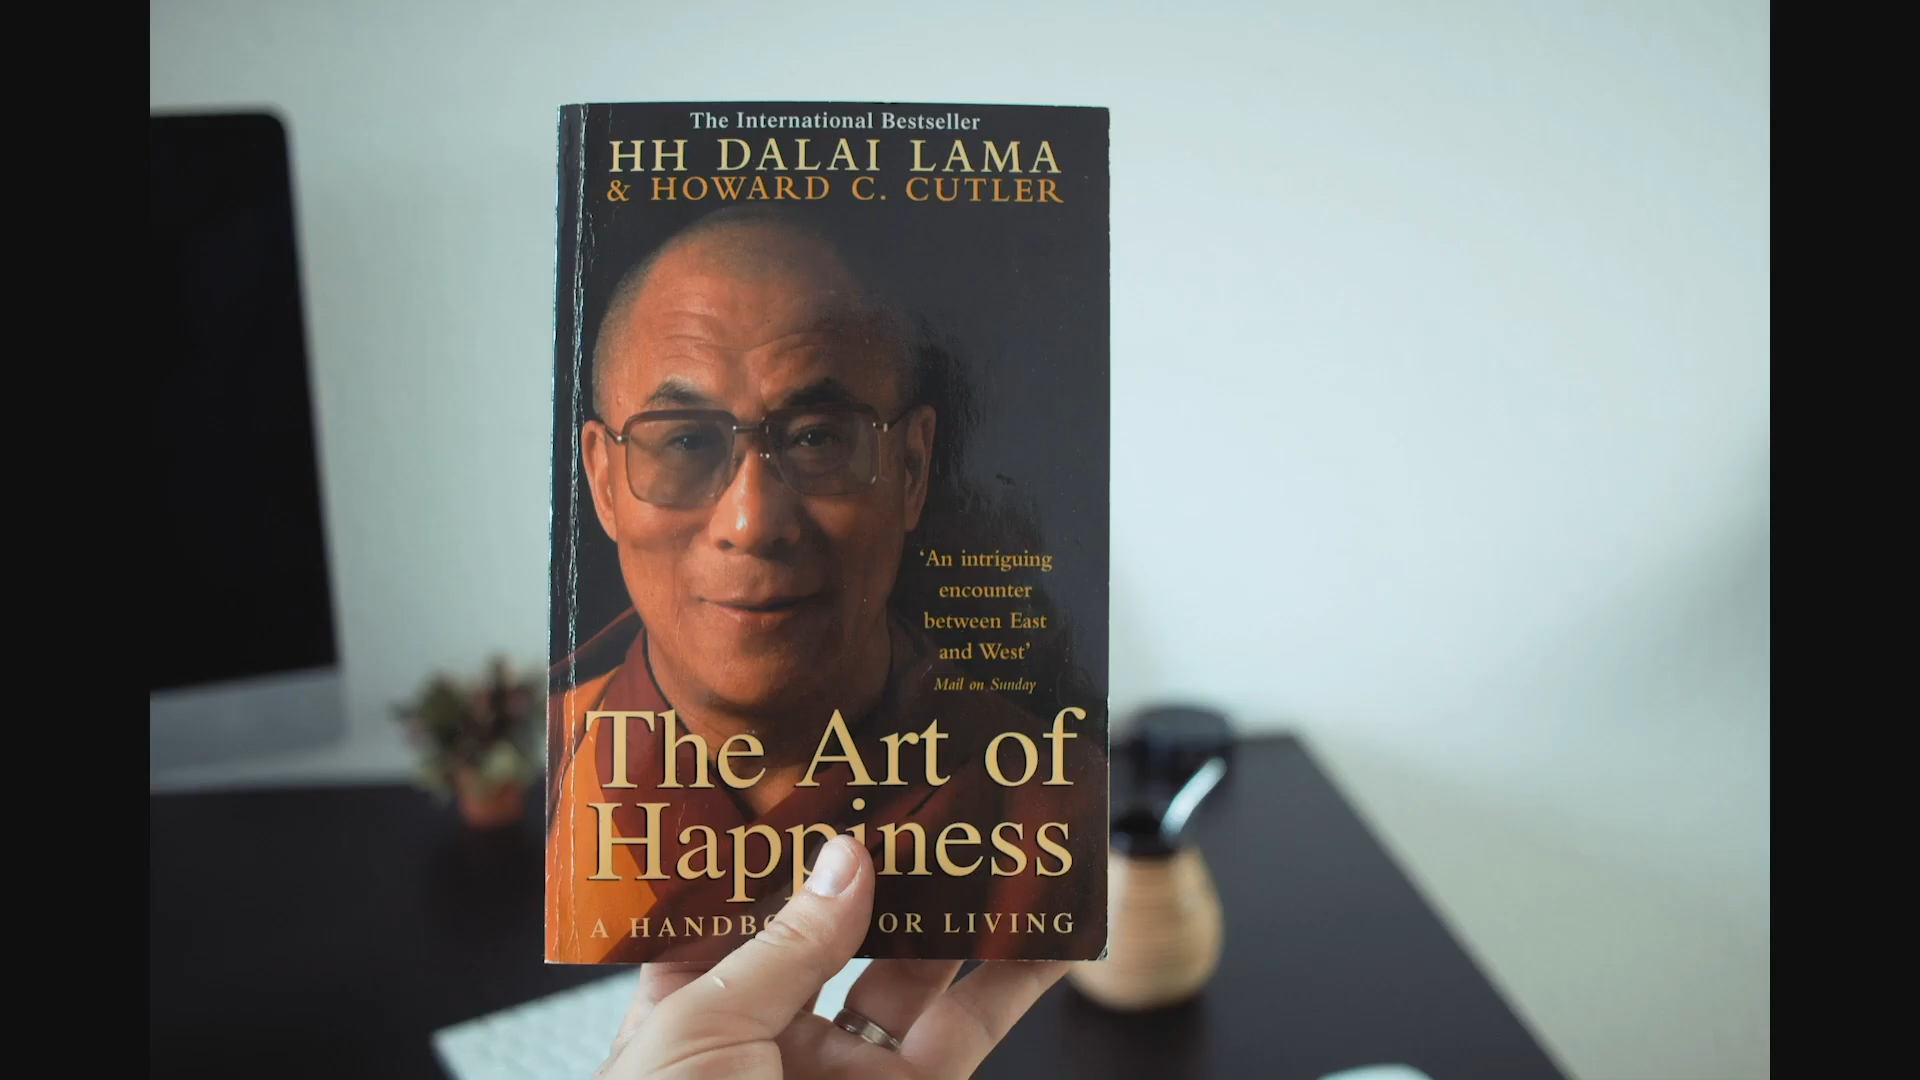 The International Bestseller
HH DALAI LAMA
& HOWARD C. CUTLER
‘An intriguing
encounter
between East
and West’
Mail on Sunday
The Art of
Happiness
A LIVING